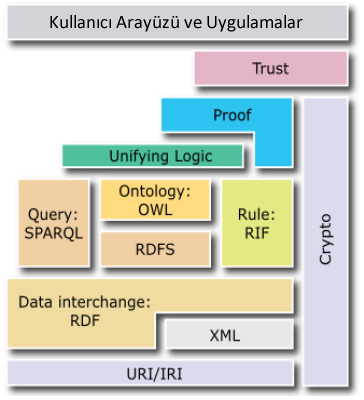 Kullanıcı Arayüzü ve Uygulamalar
Trust
Proof
Unifying Logic
Ontology:
OWL
Query:
SPARQL
Rule:
RIF
RDFS
Crypto
Data interchange:
RDF
XML
URI/IRI